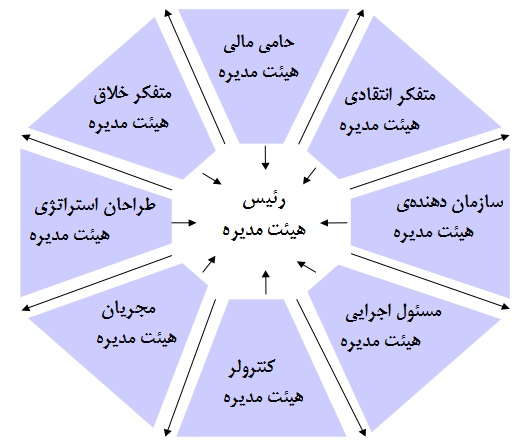 حامی مالی
هیئت مدیره
متفکر انتقادی
هیئت مدیره
سازمان دهنده‌ی
هیئت مدیره
مسئول اجرایی
هیئت مدیره
کنترولر
هیئت مدیره
مجریان
هیئت مدیره
طراحان استراتژی
هیئت مدیره
متفکر خلاق
هیئت مدیره
رئیس
هیئت مدیره